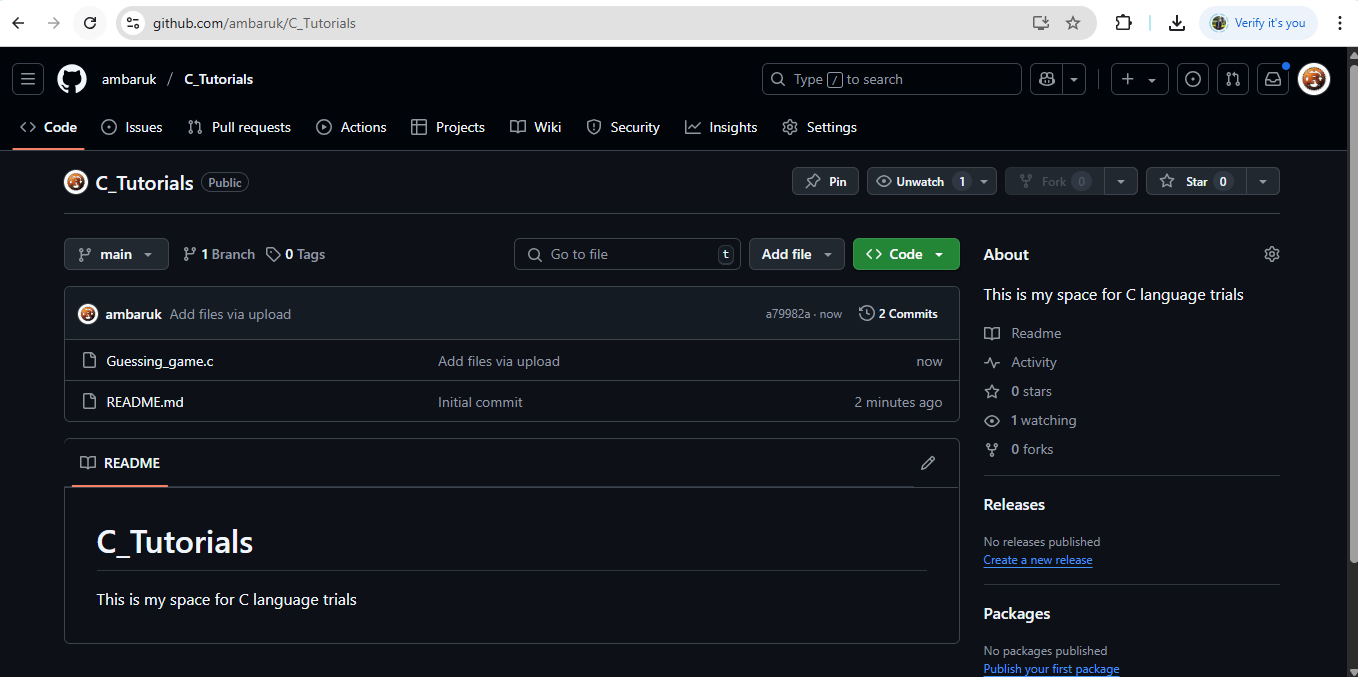 github.com/ambaruk/C_Tutorials
Verify it's you
ambaruk / C_Tutorials
Type / to search
Code Issues Pull requests Actions Projects Wiki Security Insights Settings
C_Tutorials Public
Pin Unwatch 1 Fork 0 Star 0
main 1 Branch 0 Tags Go to file t Add file Code
ambaruk Add files via upload a79982a · now 2 Commits
Guessing_game.c Add files via upload now
README.md Initial commit 2 minutes ago
README
C_Tutorials
This is my space for C language trials
About
This is my space for C language trials
Readme
Activity
0 stars
1 watching
0 forks
Releases
No releases published
Create a new release
Packages
No packages published
Publish your first package